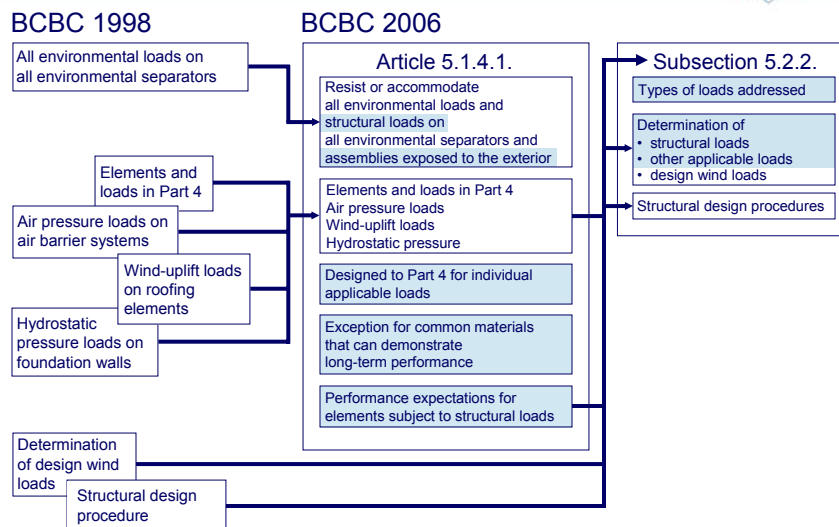 BCBC 1998
BCBC 2006
All environmental loads on
all environmental separators
Elements and
loads in Part 4
Air pressure loads on
air barrier systems
Wind-uplift loads
on roofing
elements
Hydrostatic
pressure loads on
foundation walls
Determination
of design wind
loads
Structural design
procedure
Article 5.1.4.1.
Resist or accommodate
all environmental loads and
structural loads on
all environmental separators and
assemblies exposed to the exterior
Elements and loads in Part 4
Air pressure loads
Wind-uplift loads
Hydrostatic pressure
Designed to Part 4 for individual
applicable loads
Exception for common materials
that can demonstrate
long-term performance
Performance expectations for
elements subject to structural loads
Subsection 5.2.2.
Types of loads addressed
Determination of
• structural loads
• other applicable loads
• design wind loads
Structural design procedures